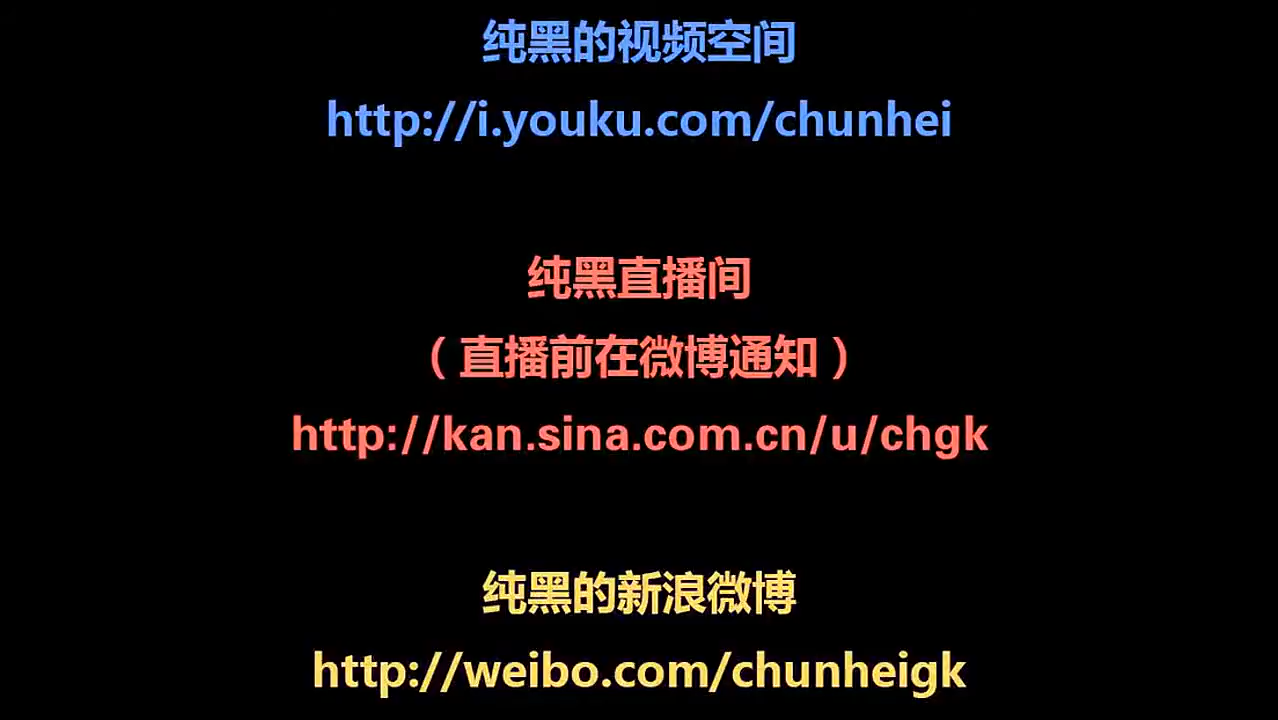 纯黑的视频空间
http://i.youku.com/chunhei
纯黑直播间
（直播前在微博通知）
http://kan.sina.com.cn/u/chgk
纯黑的新浪微博
http://weibo.com/chunheigk